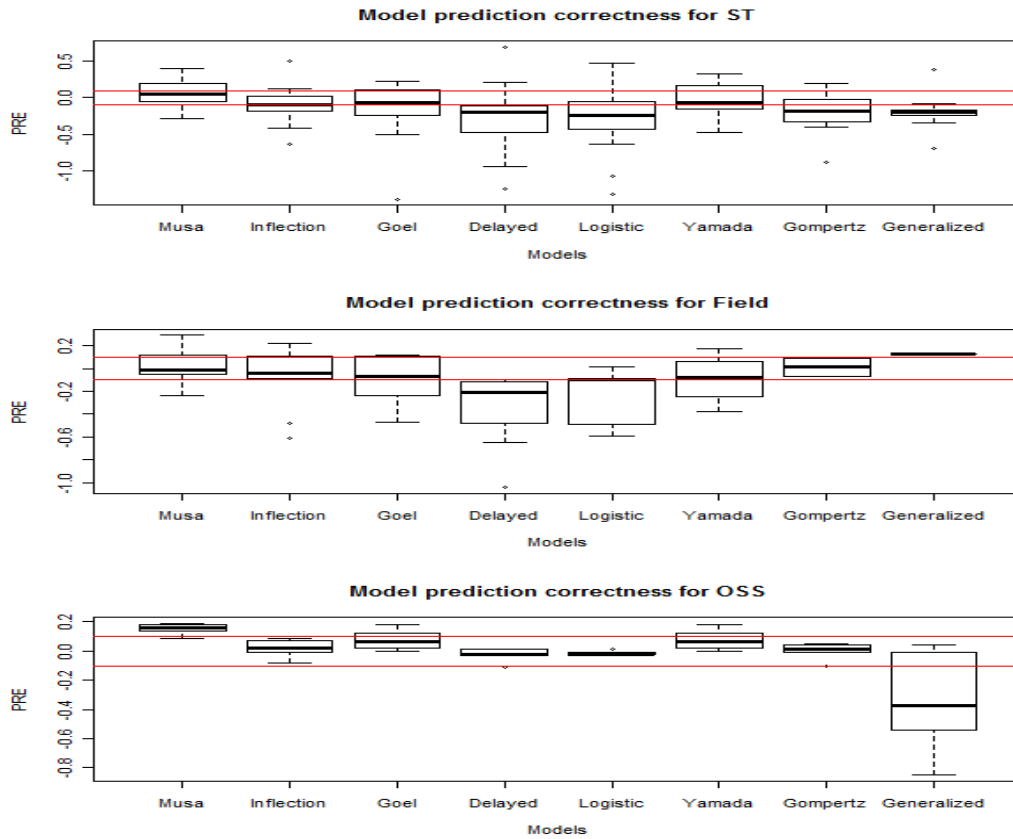 Model prediction correctness for ST
PRE
0.5
0.0
-0.5
-1.0
Musa Inflection Goel Delayed Logistic Yamada Gompertz Generalized
Models
Model prediction correctness for Field
PRE
0.2
-0.2
-0.6
-1.0
Musa Inflection Goel Delayed Logistic Yamada Gompertz Generalized
Models
Model prediction correctness for OSS
PRE
0.2
0.0
-0.2
-0.4
-0.6
-0.8
Musa Inflection Goel Delayed Logistic Yamada Gompertz Generalized
Models